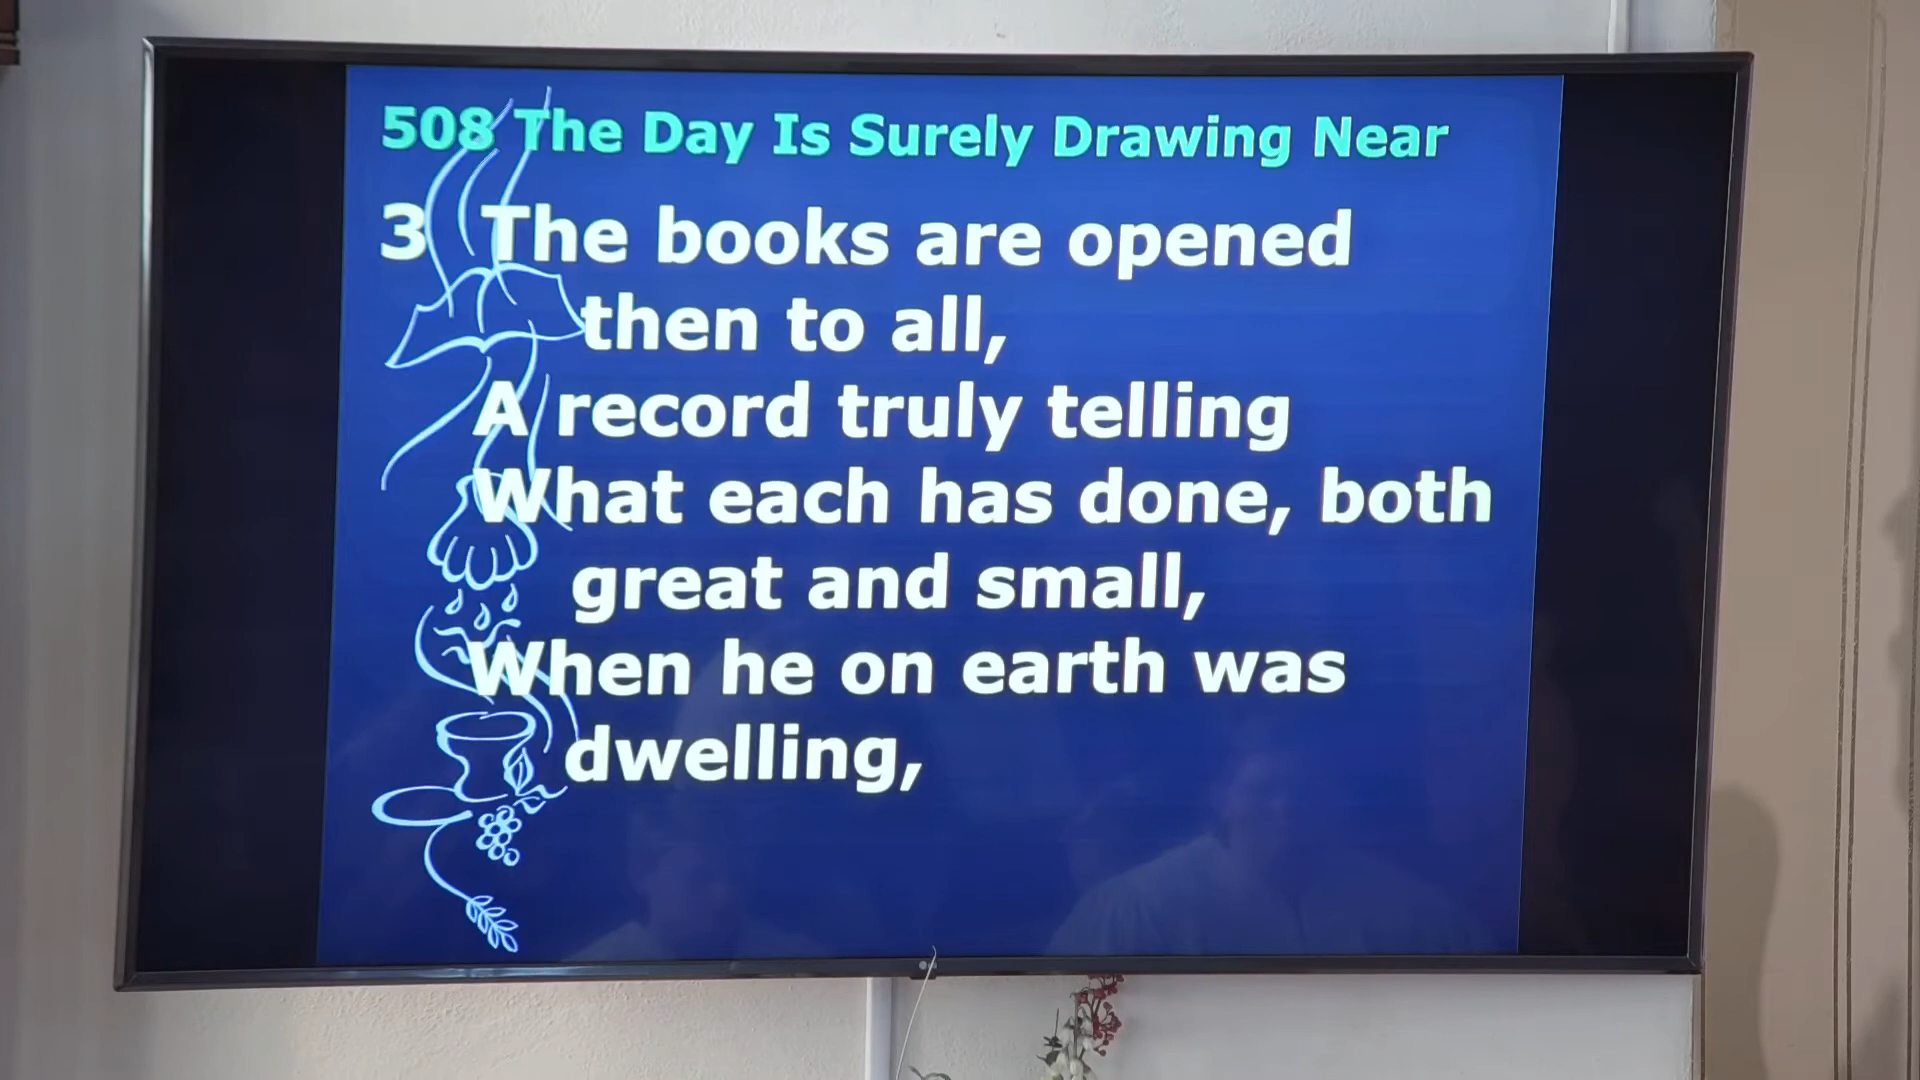 508 The Day Is Surely Drawing Near
3 The books are opened
then to all,
A record truly telling
What each has done, both
great and small,
When he on earth was
dwelling,